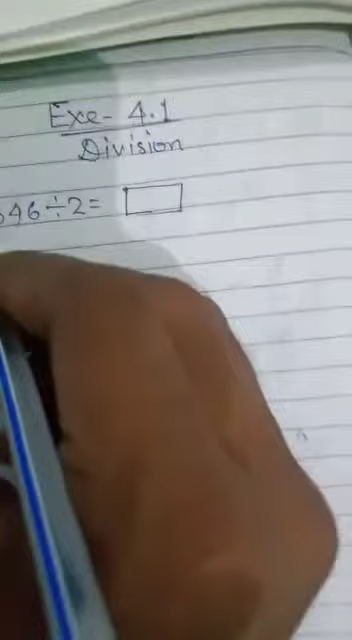 Exe- 4.1
Division
46÷2=